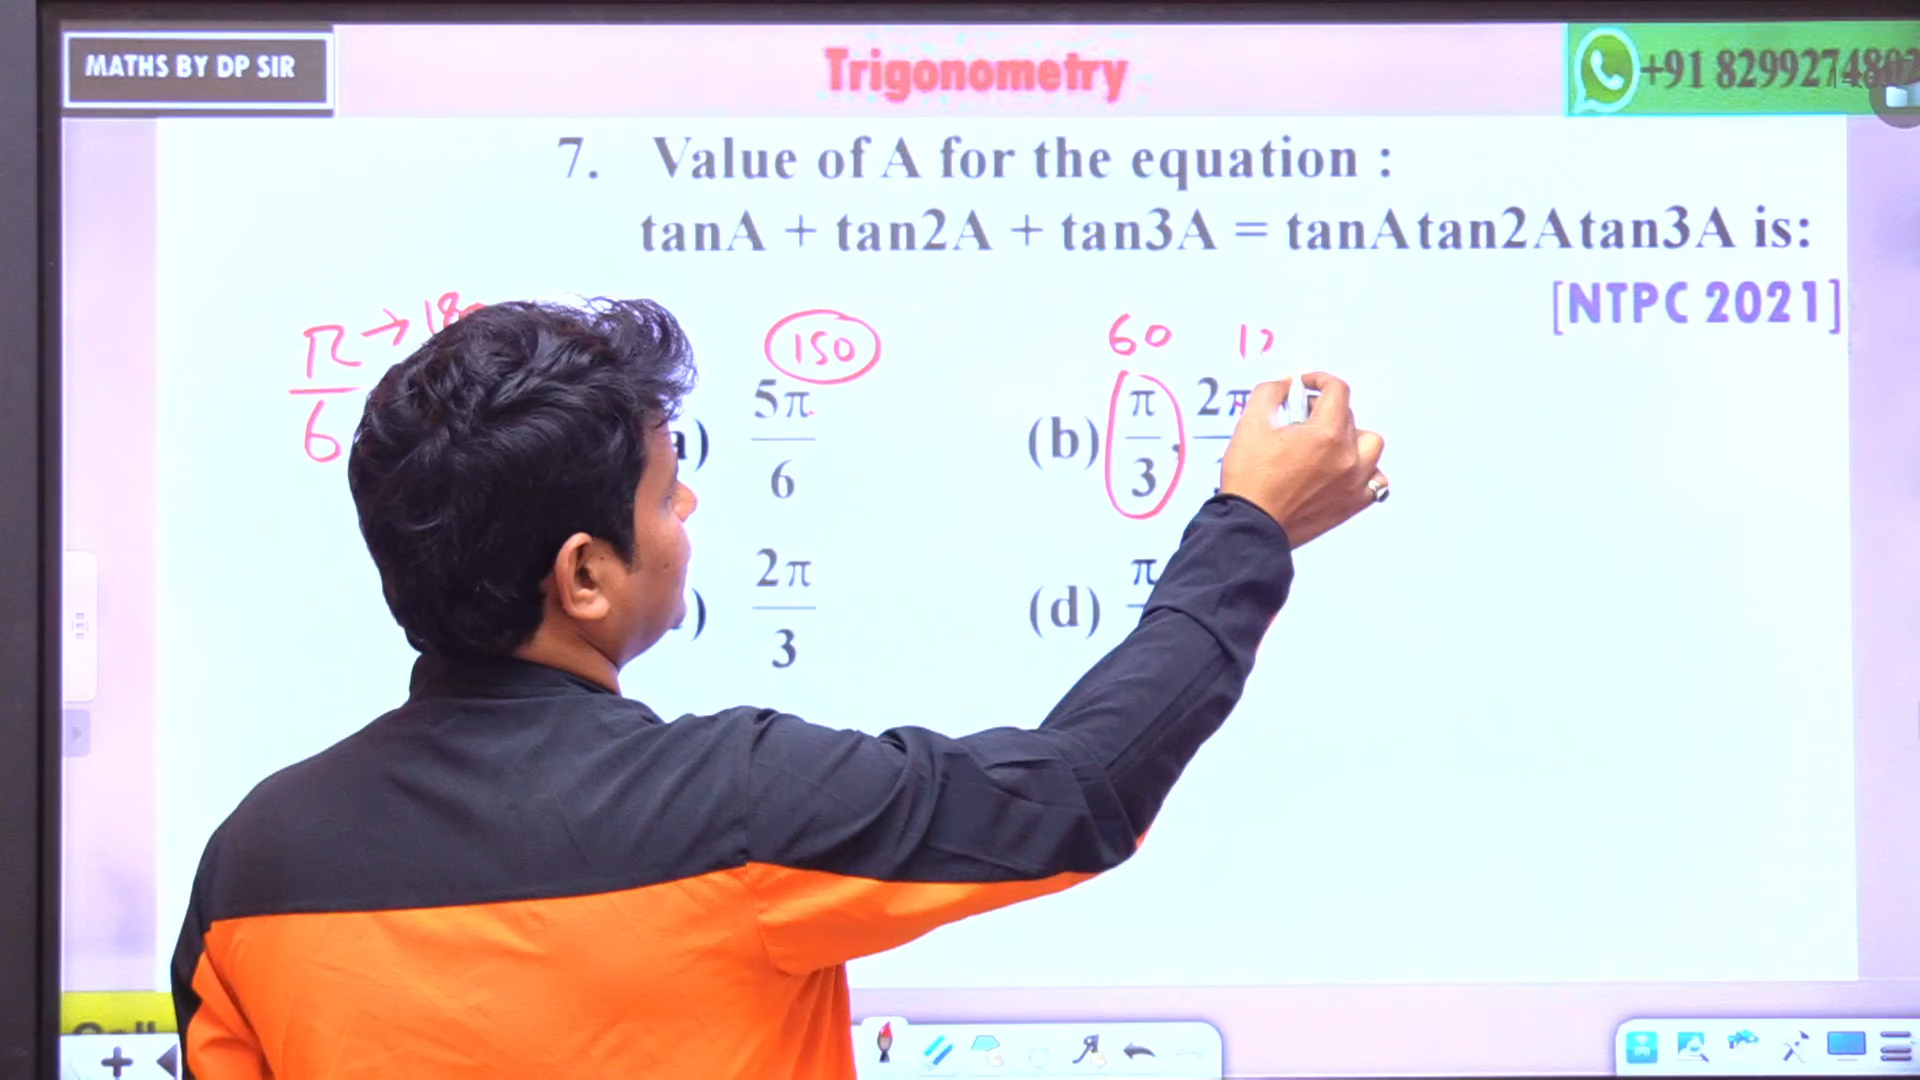 MATHS BY DP SIR
Trigonometry
+91 8299274802
7. Value of A for the equation :
tanA + tan2A + tan3A = tanAtan2Atan3A is:
[NTPC 2021]
π/6 →
150
60
5π/6
(b) π/3, 2π
2π/3
(d) π